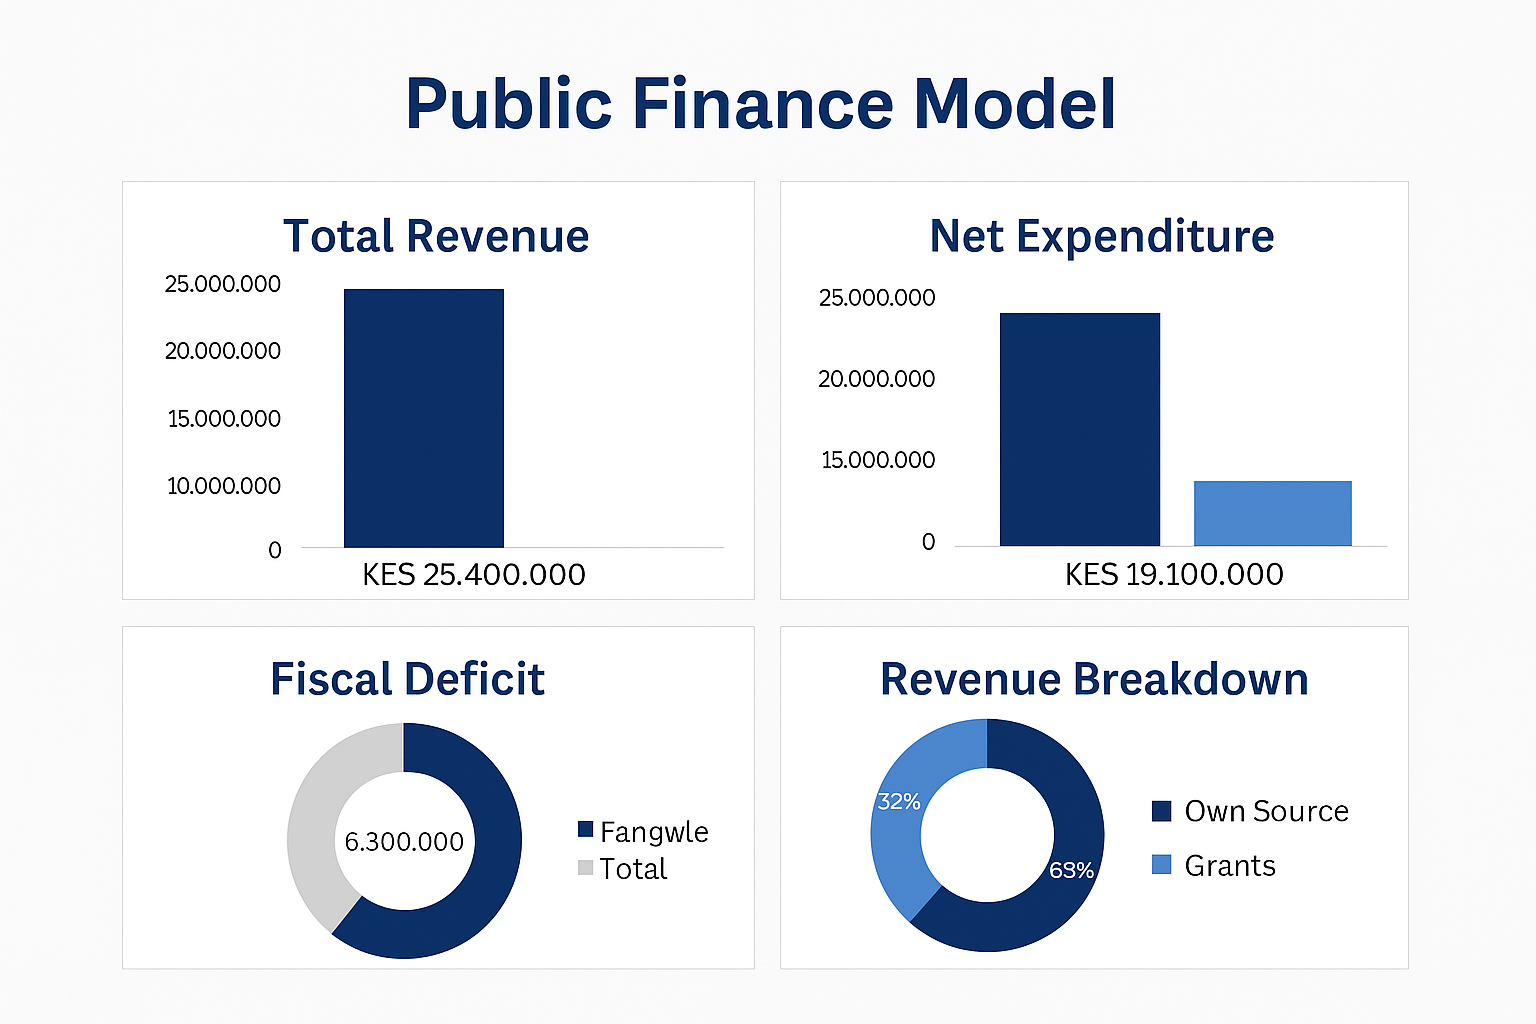 Public Finance Model
Total Revenue
25.000.000
20.000.000
15.000.000
10.000.000
0
KES 25.400.000
Net Expenditure
25.000.000
20.000.000
15.000.000
0
KES 19.100.000
Fiscal Deficit
6.300.000
Fangwle
Total
Revenue Breakdown
32%
63%
Own Source
Grants